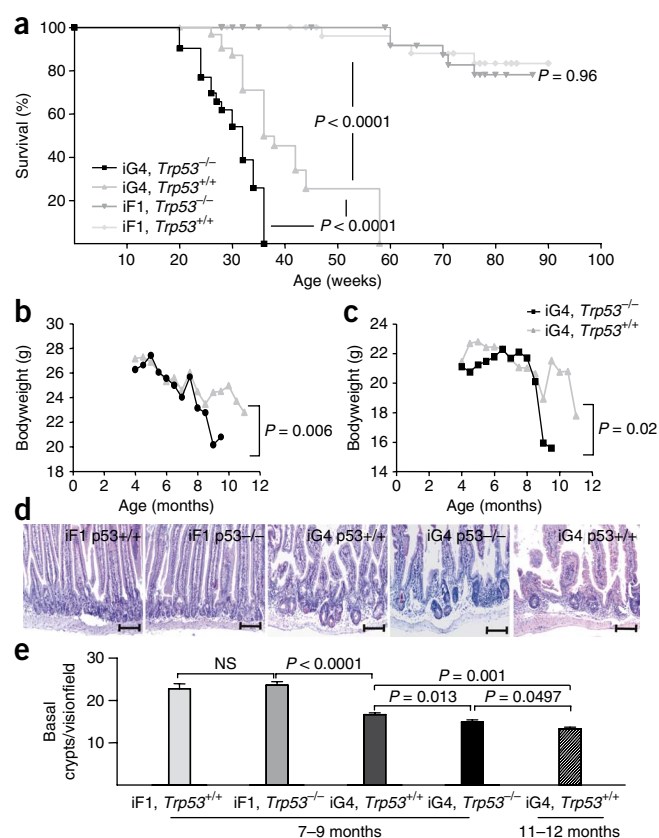 a
100
80
60
40
20
Survival (%)
P = 0.96
P < 0.0001
P < 0.0001
iG4, Trp53–/–
iG4, Trp53+/+
iF1, Trp53–/–
iF1, Trp53+/+
10 20 30 40 50 60 70 80 90 100
Age (weeks)
b
30
28
26
24
22
20
18
Bodyweight (g)
P = 0.006
0 2 4 6 8 10 12
Age (months)
c
iG4, Trp53–/–
iG4, Trp53+/+
24
22
20
18
16
14
Bodyweight (g)
P = 0.02
0 2 4 6 8 10 12
Age (months)
d
iF1 p53+/+ iF1 p53–/– iG4 p53+/+ iG4 p53–/– iG4 p53+/+
e
30
20
10
Basal
crypts/visionfield
NS P < 0.0001 P = 0.001
P = 0.013 P = 0.0497
iF1, Trp53+/+ iF1, Trp53–/– iG4, Trp53+/+ iG4, Trp53–/– iG4, Trp53+/+
7–9 months 11–12 months